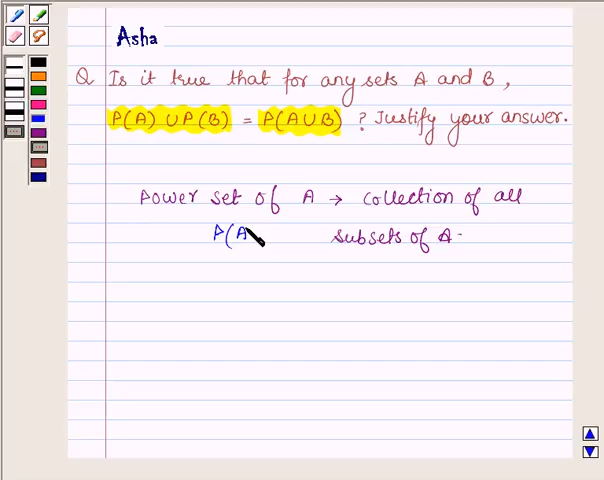 Asha
Q Is it true that for any sets A and B,
P(A) ∪ P(B) = P(A ∪ B) ? Justify your answer.
Power set of A → Collection of all
P(A subsets of A.